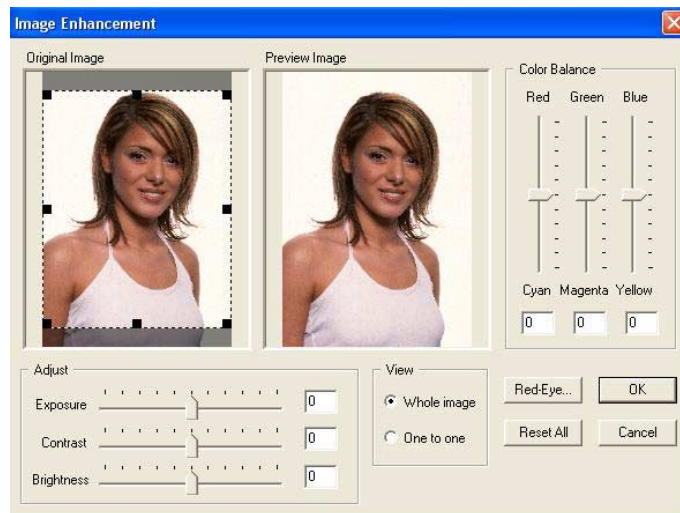 Image Enhancement
Original Image
Preview Image
Color Balance
Red Green Blue
Cyan Magenta Yellow
0 0 0
Adjust
Exposure 0
Contrast 0
Brightness 0
View
Whole image
One to one
Red-Eye... OK
Reset All Cancel